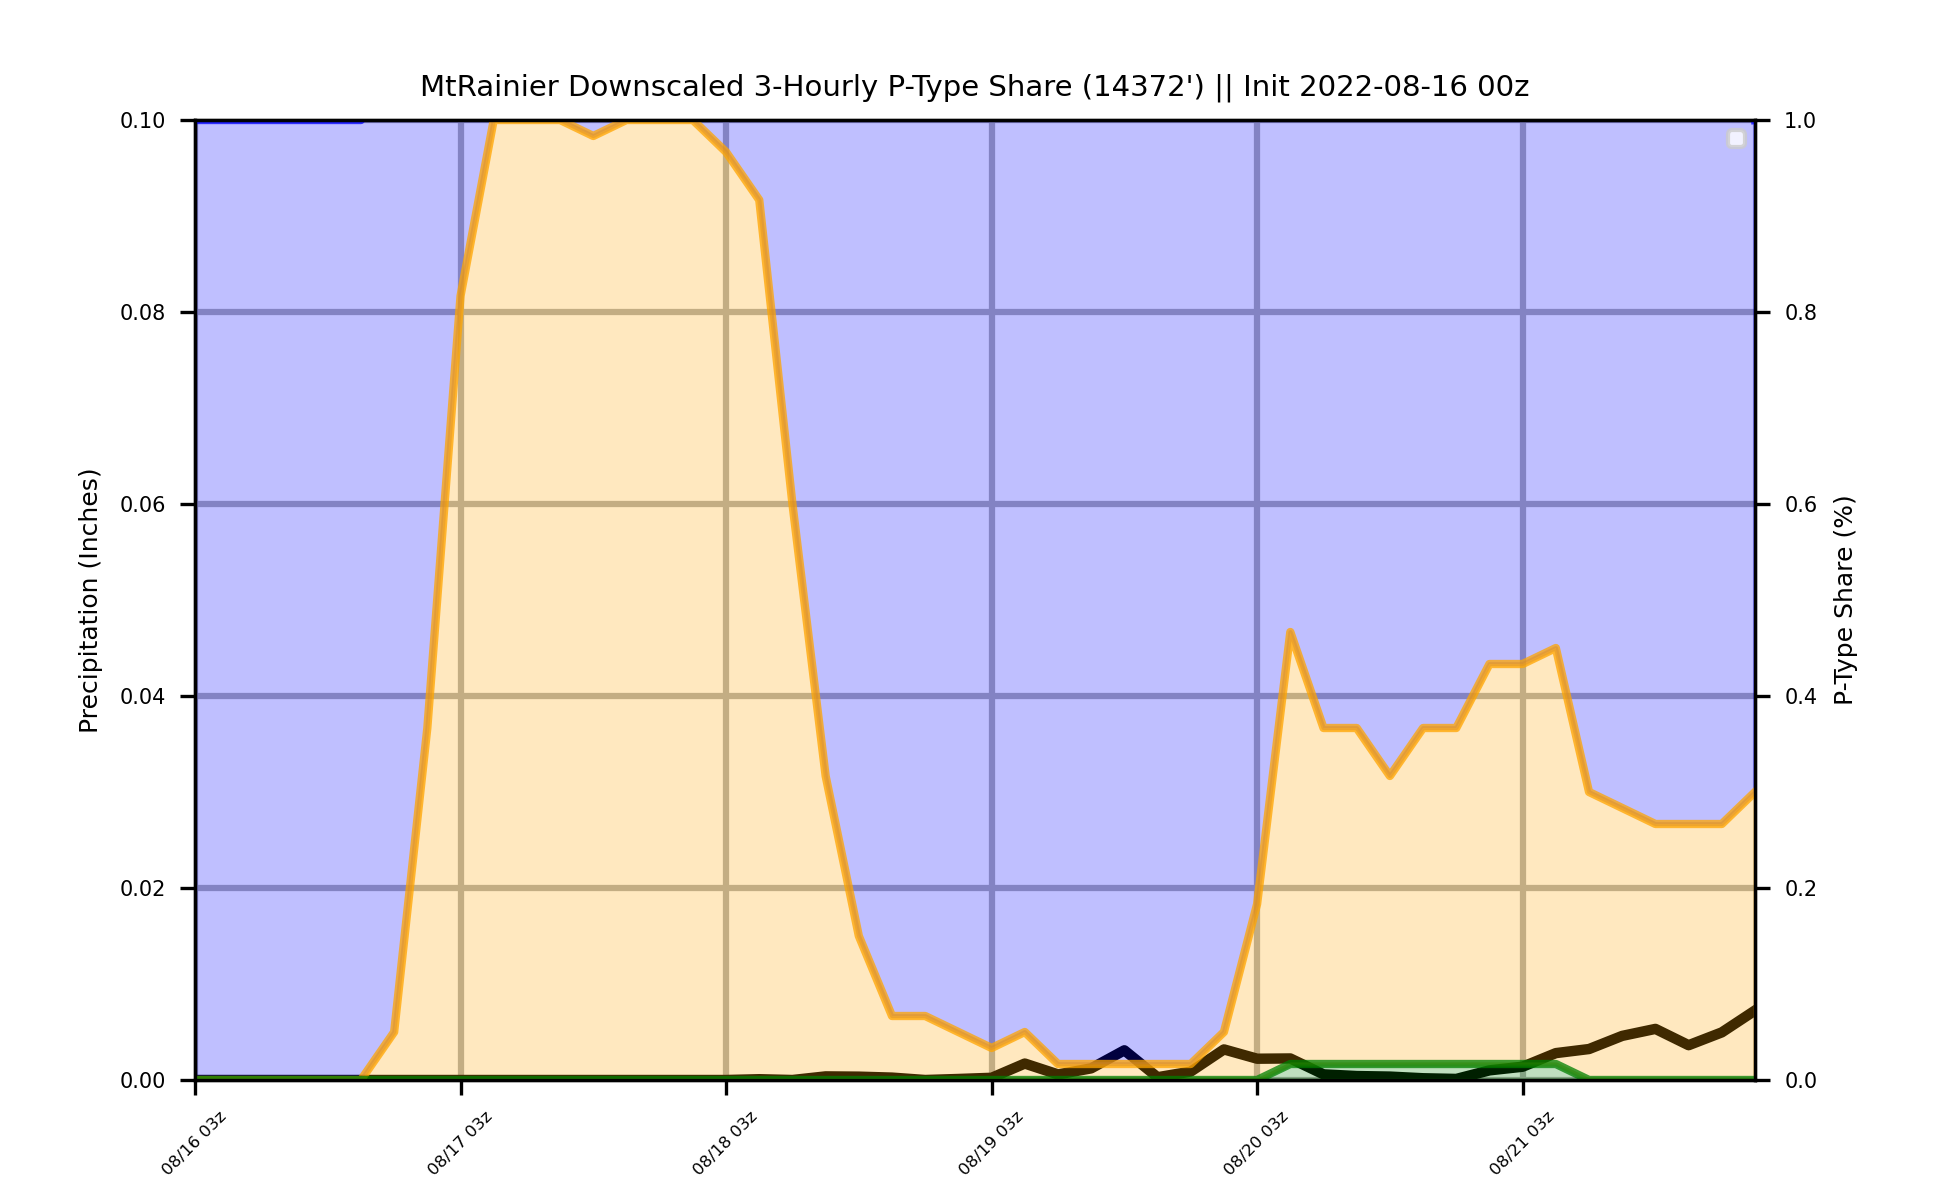 MtRainier Downscaled 3-Hourly P-Type Share (14372') || Init 2022-08-16 00z
Precipitation (Inches)
0.10
0.08
0.06
0.04
0.02
0.00
1.0
0.8
0.6
0.4
0.2
0.0
P-Type Share (%)
08/16 03z
08/17 03z
08/18 03z
08/19 03z
08/20 03z
08/21 03z